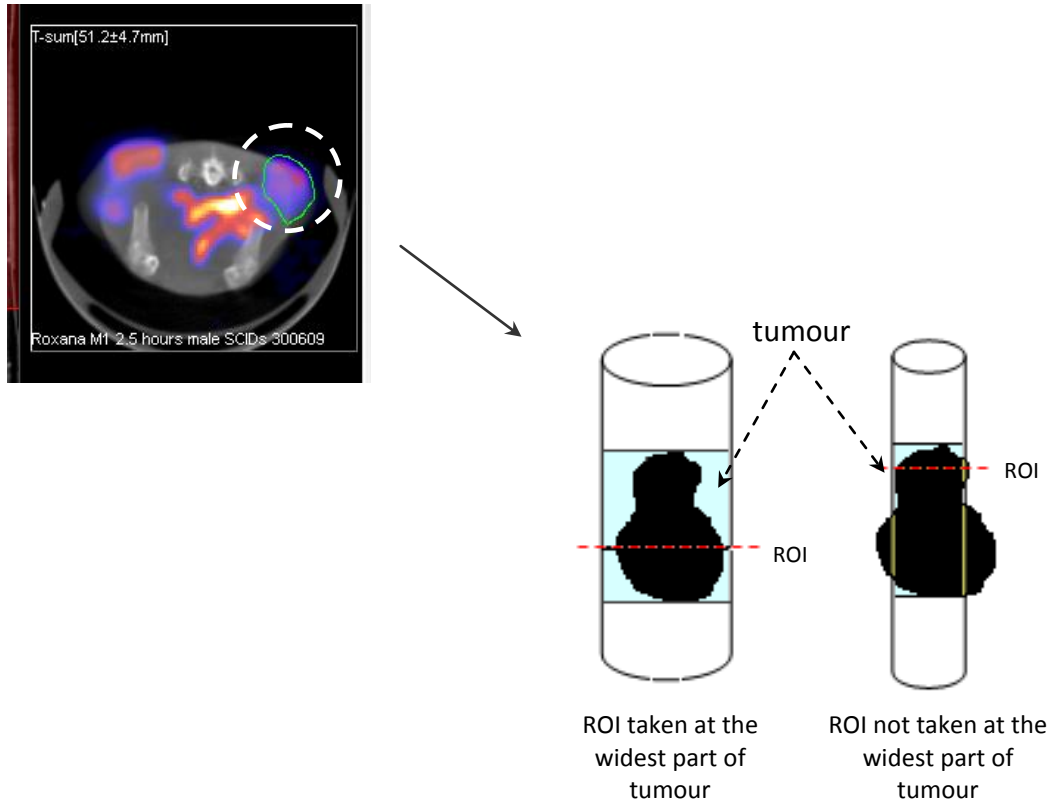 T-sum[51.2±4.7mm]
Roxana M1 2.5 hours male SCIDs 300609
tumour
ROI
ROI
ROI taken at the
widest part of
tumour
ROI not taken at the
widest part of
tumour